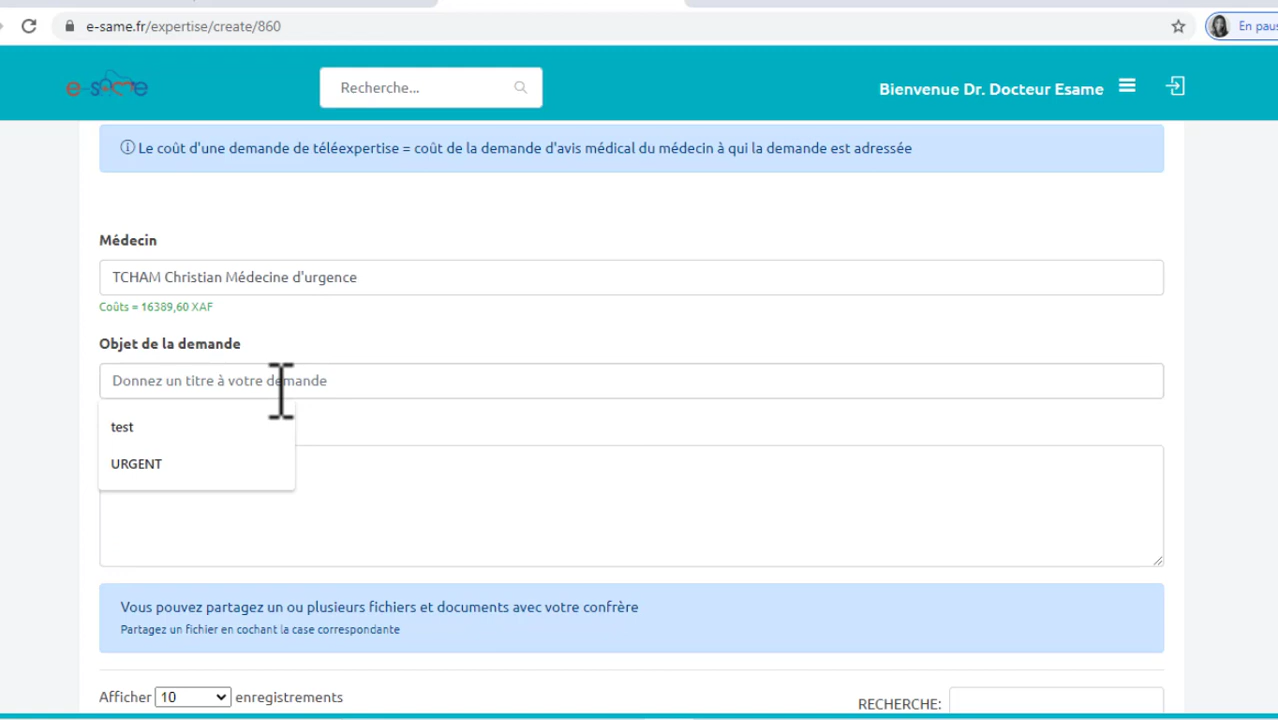 e-same.fr/expertise/create/860
En paus
e-same
Recherche...
Bienvenue Dr. Docteur Esame
Le coût d'une demande de téléexpertise = coût de la demande d'avis médical du médecin à qui la demande est adressée
Médecin
TCHAM Christian Médecine d'urgence
Coûts = 16389,60 XAF
Objet de la demande
Donnez un titre à votre demande
test
URGENT
Vous pouvez partagez un ou plusieurs fichiers et documents avec votre confrère
Partagez un fichier en cochant la case correspondante
Afficher 10 enregistrements
RECHERCHE: